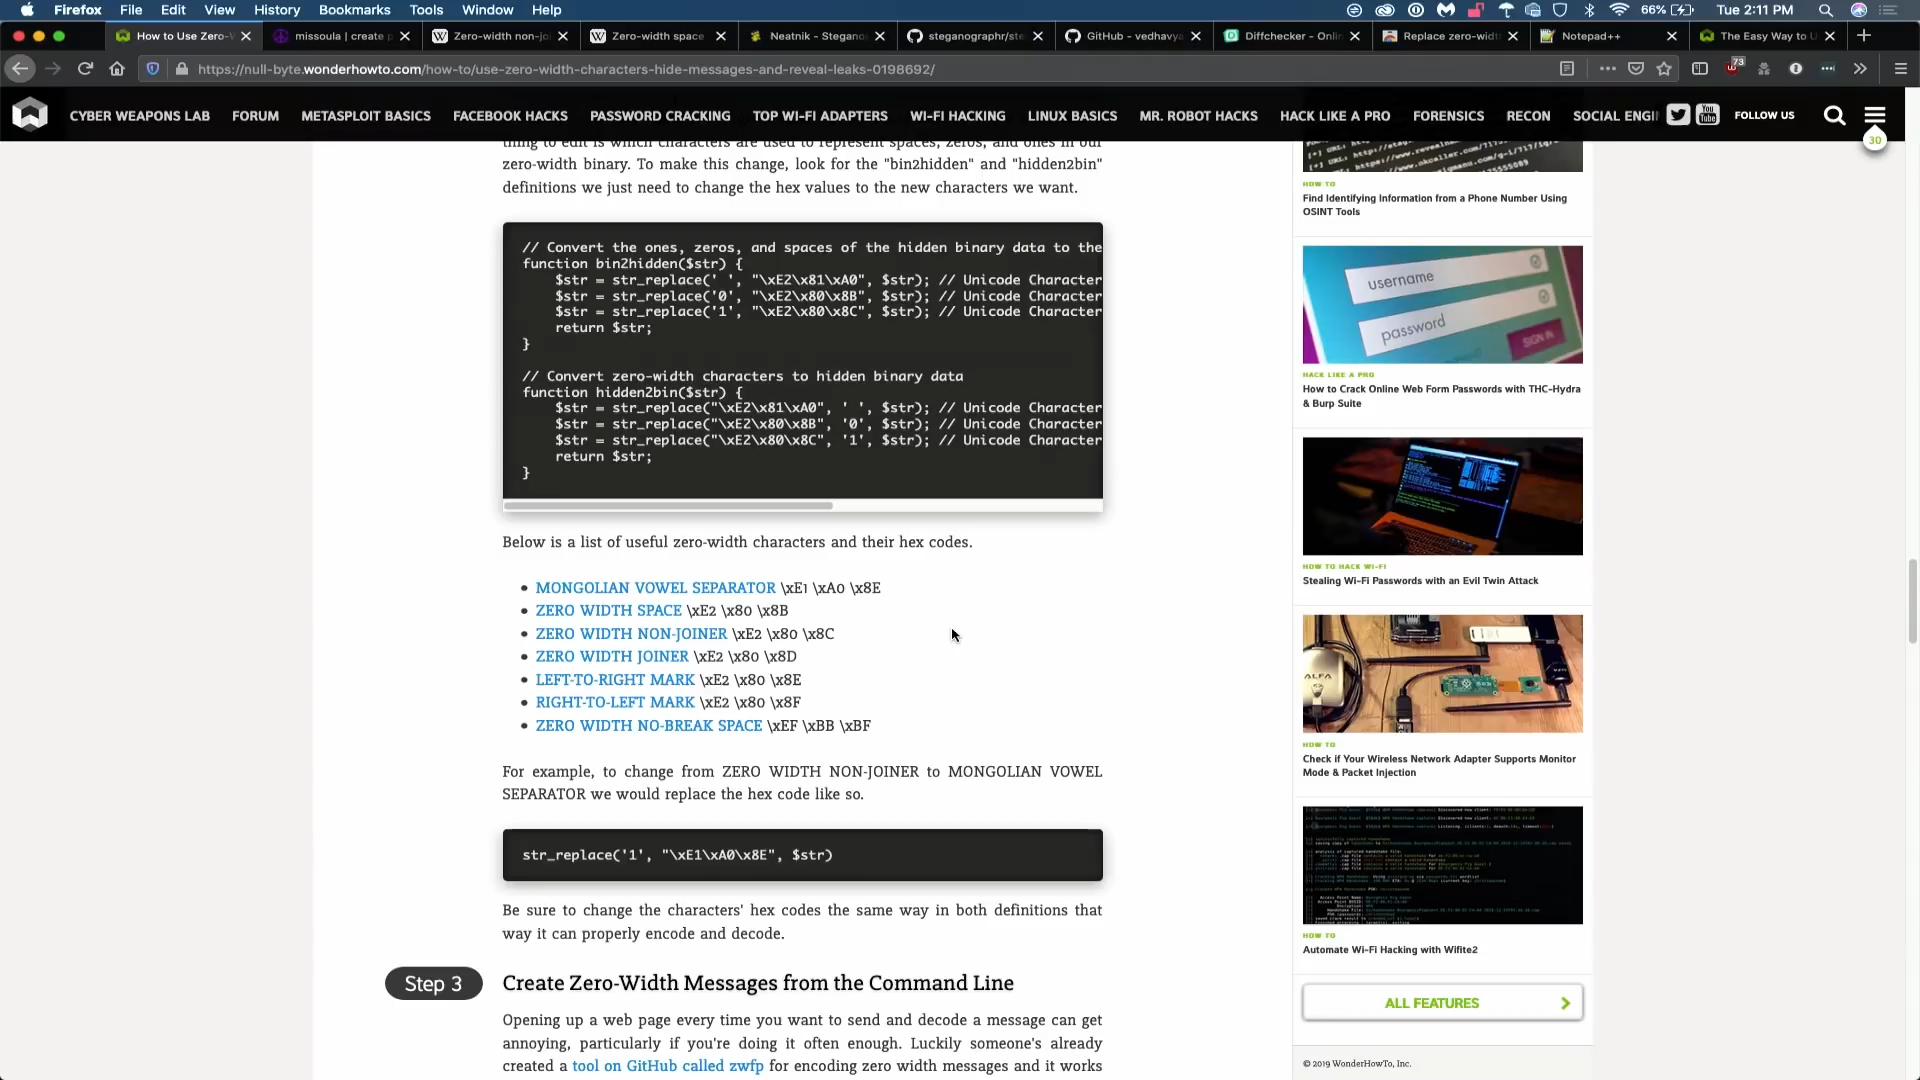 Firefox File Edit View History Bookmarks Tools Window Help 66% Tue 2:11 PM
How to Use Zero-W missoula | create p Zero-width non-jo Zero-width space Neatnik - Stegano steganographr/ste GitHub - vedhavya Diffchecker - Onlin Replace zero-widt Notepad++ The Easy Way to U
https://null-byte.wonderhowto.com/how-to/use-zero-width-characters-hide-messages-and-reveal-leaks-0198692/ 73
CYBER WEAPONS LAB FORUM METASPLOIT BASICS FACEBOOK HACKS PASSWORD CRACKING TOP WI-FI ADAPTERS WI-FI HACKING LINUX BASICS MR. ROBOT HACKS HACK LIKE A PRO FORENSICS RECON SOCIAL ENGI You Tube FOLLOW US
30
thing to edit is which characters are used to represent spaces, zeros, and ones in our
zero-width binary. To make this change, look for the "bin2hidden" and "hidden2bin"
definitions we just need to change the hex values to the new characters we want.
// Convert the ones, zeros, and spaces of the hidden binary data to the
function bin2hidden($str) {
$str = str_replace(' ', "\xE2\x81\xA0", $str); // Unicode Character
$str = str_replace('0', "\xE2\x80\x8B", $str); // Unicode Character
$str = str_replace('1', "\xE2\x80\x8C", $str); // Unicode Character
return $str;
}
// Convert zero-width characters to hidden binary data
function hidden2bin($str) {
$str = str_replace("\xE2\x81\xA0", ' ', $str); // Unicode Character
$str = str_replace("\xE2\x80\x8B", '0', $str); // Unicode Character
$str = str_replace("\xE2\x80\x8C", '1', $str); // Unicode Character
return $str;
}
Below is a list of useful zero-width characters and their hex codes.
• MONGOLIAN VOWEL SEPARATOR \xE1 \xA0 \x8E
• ZERO WIDTH SPACE \xE2 \x80 \x8B
• ZERO WIDTH NON-JOINER \xE2 \x80 \x8C
• ZERO WIDTH JOINER \xE2 \x80 \x8D
• LEFT-TO-RIGHT MARK \xE2 \x80 \x8E
• RIGHT-TO-LEFT MARK \xE2 \x80 \x8F
• ZERO WIDTH NO-BREAK SPACE \xEF \xBB \xBF
For example, to change from ZERO WIDTH NON-JOINER to MONGOLIAN VOWEL
SEPARATOR we would replace the hex code like so.
str_replace('1', "\xE1\xA0\x8E", $str)
Be sure to change the characters' hex codes the same way in both definitions that
way it can properly encode and decode.
Step 3 Create Zero-Width Messages from the Command Line
Opening up a web page every time you want to send and decode a message can get
annoying, particularly if you're doing it often enough. Luckily someone's already
created a tool on GitHub called zwfp for encoding zero width messages and it works
HOW TO
Find Identifying Information from a Phone Number Using
OSINT Tools
username
password
SIGN IN
HACK LIKE A PRO
How to Crack Online Web Form Passwords with THC-Hydra
& Burp Suite
HOW TO HACK WI-FI
Stealing Wi-Fi Passwords with an Evil Twin Attack
ALFA
HOW TO
Check if Your Wireless Network Adapter Supports Monitor
Mode & Packet Injection
HOW TO
Automate Wi-Fi Hacking with Wifite2
ALL FEATURES
© 2019 WonderHowTo, Inc.